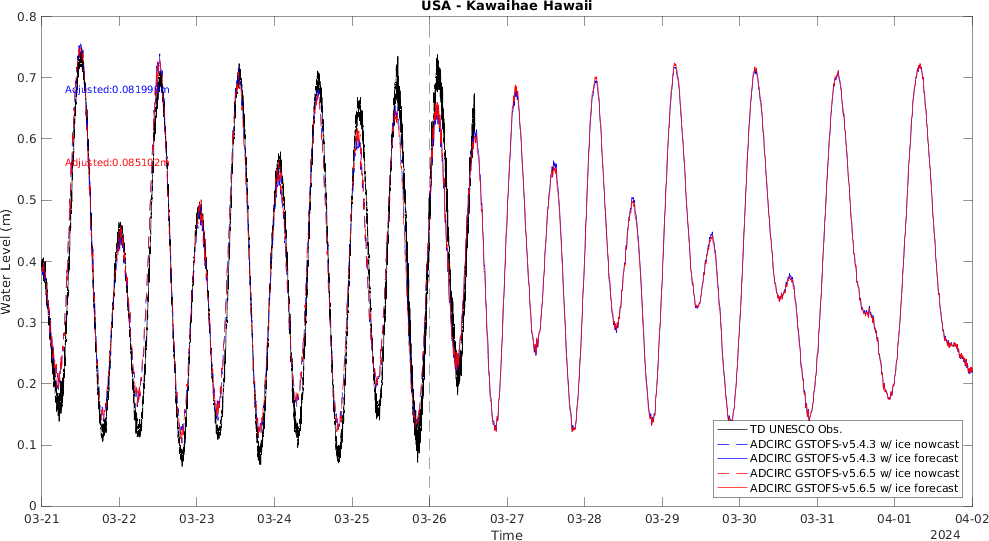 USA - Kawaihae Hawaii
0.8
0.7
0.6
0.5
0.4
0.3
0.2
0.1
0
Water Level (m)
Adjusted:0.081999m
Adjusted:0.085102m
TD UNESCO Obs.
ADCIRC GSTOFS-v5.4.3 w/ ice nowcast
ADCIRC GSTOFS-v5.4.3 w/ ice forecast
ADCIRC GSTOFS-v5.6.5 w/ ice nowcast
ADCIRC GSTOFS-v5.6.5 w/ ice forecast
03-21 03-22 03-23 03-24 03-25 03-26 03-27 03-28 03-29 03-30 03-31 04-01 04-02
Time
2024